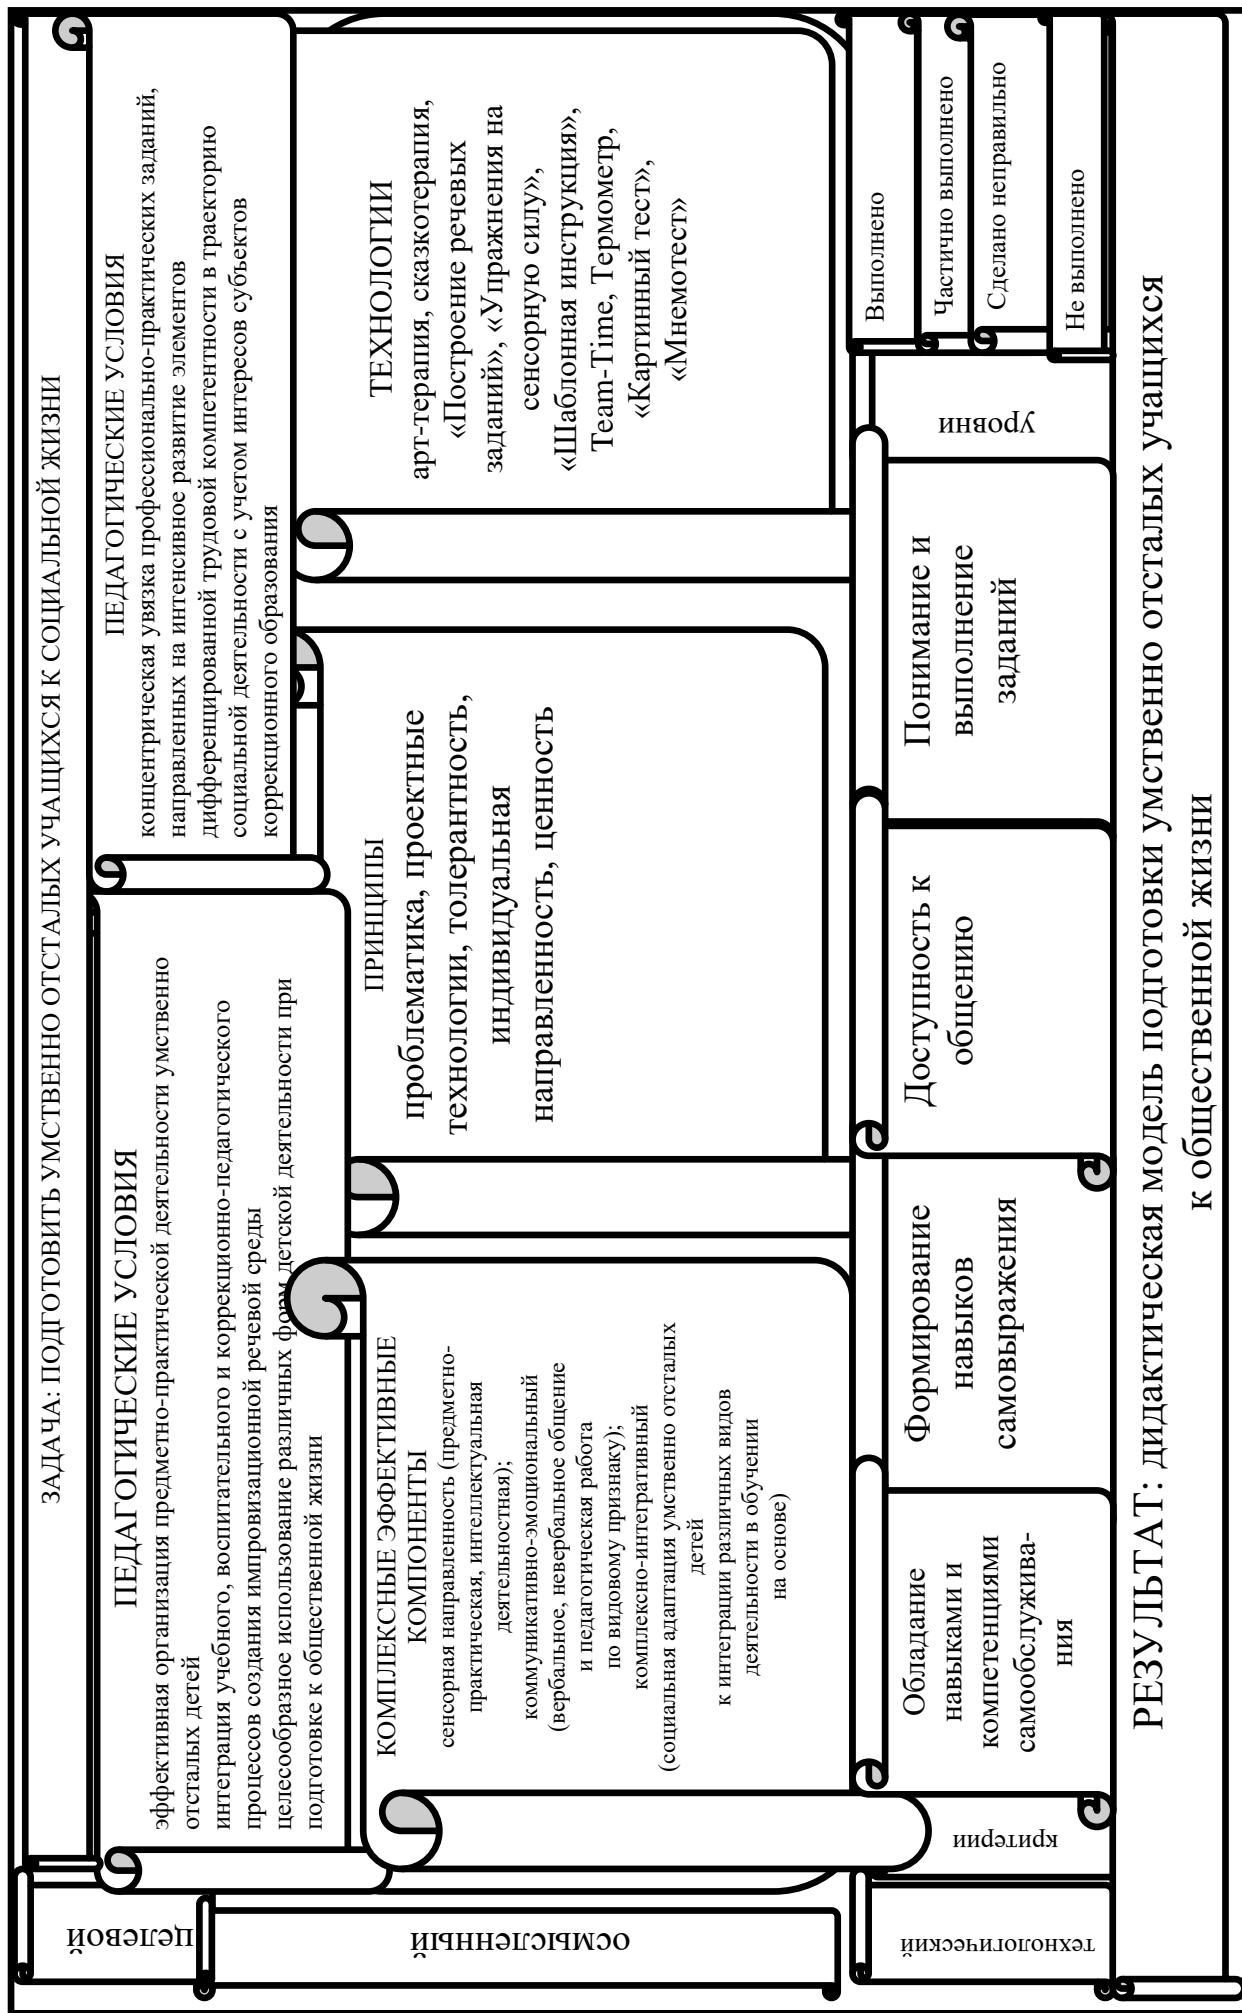 ЗАДАЧА: ПОДГОТОВИТЬ УМСТВЕННО ОТСТАЛЫХ УЧАЩИХСЯ К СОЦИАЛЬНОЙ ЖИЗНИ
целевой
ПЕДАГОГИЧЕСКИЕ УСЛОВИЯ
эффективная организация предметно-практической деятельности умственно
отсталых детей
интеграция учебного, воспитательного и коррекционно-педагогического
процессов создания импровизационной речевой среды
целесообразное использование различных форм детской деятельности при
подготовке к общественной жизни
ПЕДАГОГИЧЕСКИЕ УСЛОВИЯ
концентрическая увязка профессионально-практических заданий,
направленных на интенсивное развитие элементов
дифференцированной трудовой компетентности в траекторию
социальной деятельности с учетом интересов субъектов
коррекционного образования
осмысленный
КОМПЛЕКСНЫЕ ЭФФЕКТИВНЫЕ
КОМПОНЕНТЫ
сенсорная направленность (предметно-
практическая, интеллектуальная
деятельностная);
коммуникативно-эмоциональный
(вербальное, невербальное общение
и педагогическая работа
по видовому признаку);
комплексно-интегративный
(социальная адаптация умственно отсталых
детей
к интеграции различных видов
деятельности в обучении
на основе)
ПРИНЦИПЫ
проблематика, проектные
технологии, толерантность,
индивидуальная
направленность, ценность
ТЕХНОЛОГИИ
арт-терапия, сказкотерапия,
«Построение речевых
заданий», «Упражнения на
сенсорную силу»,
«Шаблонная инструкция»,
Team-Time, Термометр,
«Картинный тест»,
«Мнемотест»
технологический
критерии
Обладание
навыками и
компетенциями
самообслужива-
ния
Формирование
навыков
самовыражения
Доступность к
общению
Понимание и
выполнение
заданий
уровни
Выполнено
Частично выполнено
Сделано неправильно
Не выполнено
РЕЗУЛЬТАТ: дидактическая модель подготовки умственно отсталых учащихся
к общественной жизни